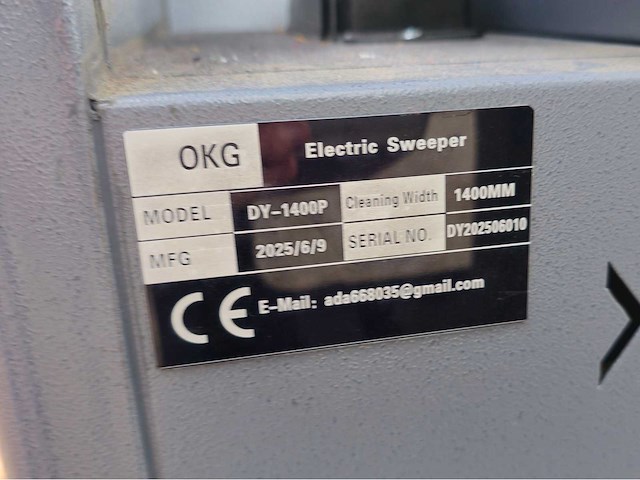 OKG Electric Sweeper
MODEL DY-1400P Cleaning Width 1400MM
MFG 2025/6/9 SERIAL NO. DY202506010
CE E-Mail: ada668035@gmail.com